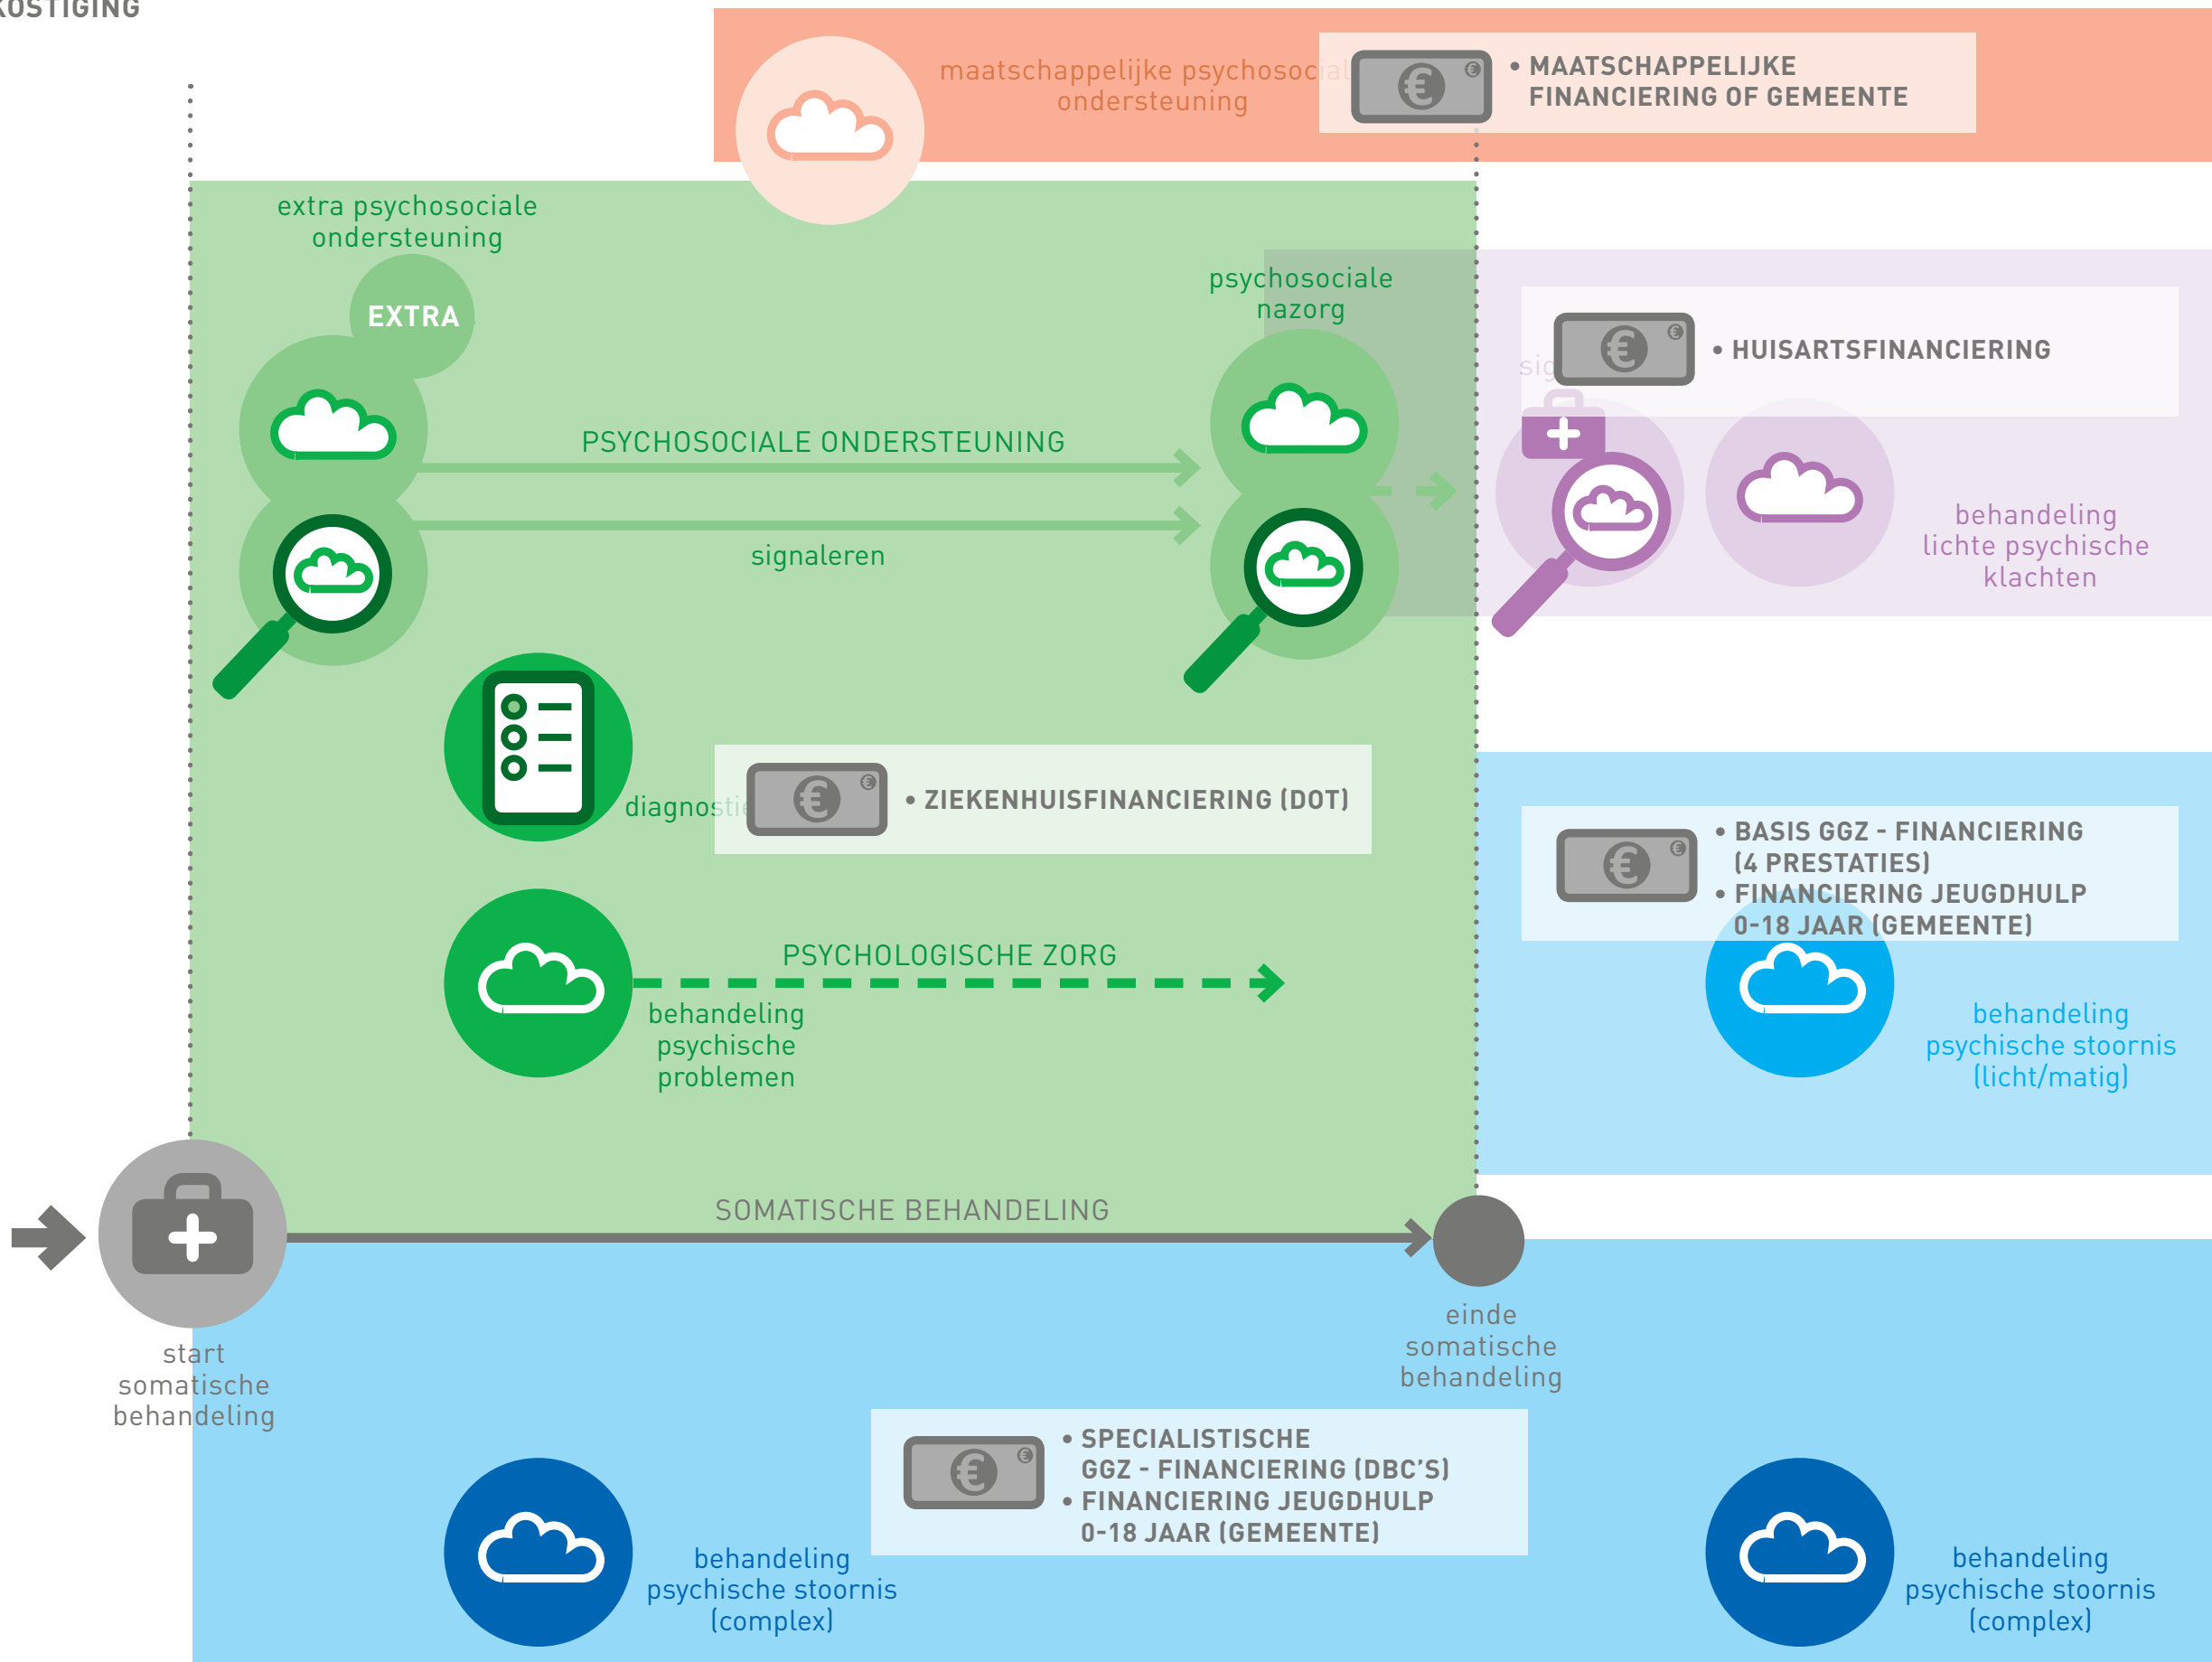 maatschappelijke psychosocial
ondersteuning
• MAATSCHAPPELIJKE
FINANCIERING OF GEMEENTE
extra psychosociale
ondersteuning
EXTRA
psychosociale
nazorg
• HUISARTSFINANCIERING
PSYCHOSOCIALE ONDERSTEUNING
signaleren
behandeling
lichte psychische
klachten
• ZIEKENHUISFINANCIERING (DOT)
• BASIS GGZ - FINANCIERING
(4 PRESTATIES)
• FINANCIERING JEUGDHULP
0-18 JAAR (GEMEENTE)
PSYCHOLOGISCHE ZORG
behandeling
psychische
problemen
behandeling
psychische stoornis
(licht/matig)
SOMATISCHE BEHANDELING
start
somatische
behandeling
einde
somatische
behandeling
• SPECIALISTISCHE
GGZ - FINANCIERING (DBC'S)
• FINANCIERING JEUGDHULP
0-18 JAAR (GEMEENTE)
behandeling
psychische stoornis
(complex)
behandeling
psychische stoornis
(complex)